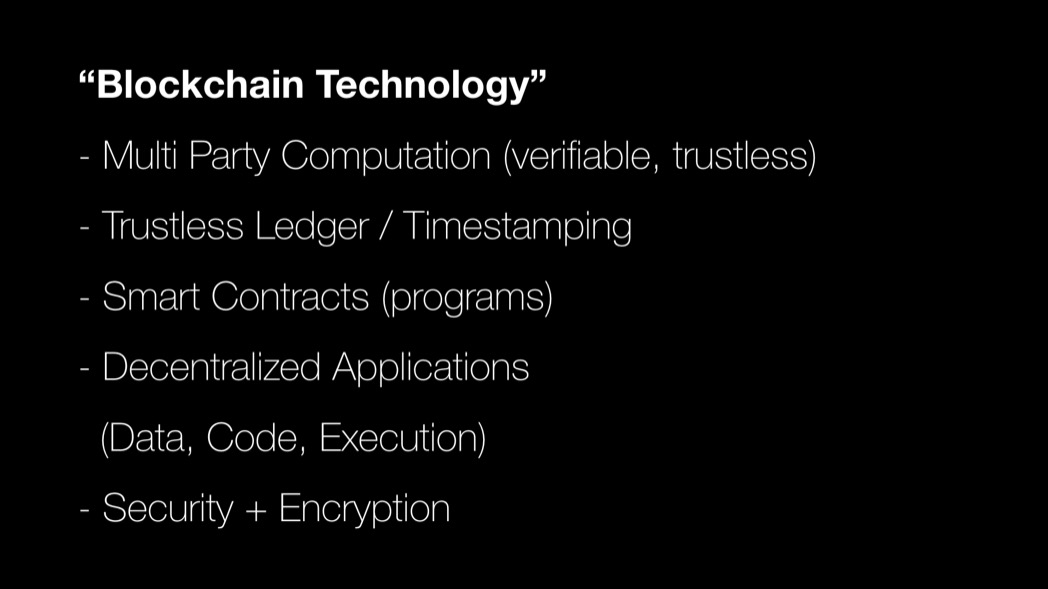 “Blockchain Technology”
- Multi Party Computation (verifiable, trustless)
- Trustless Ledger / Timestamping
- Smart Contracts (programs)
- Decentralized Applications
(Data, Code, Execution)
- Security + Encryption